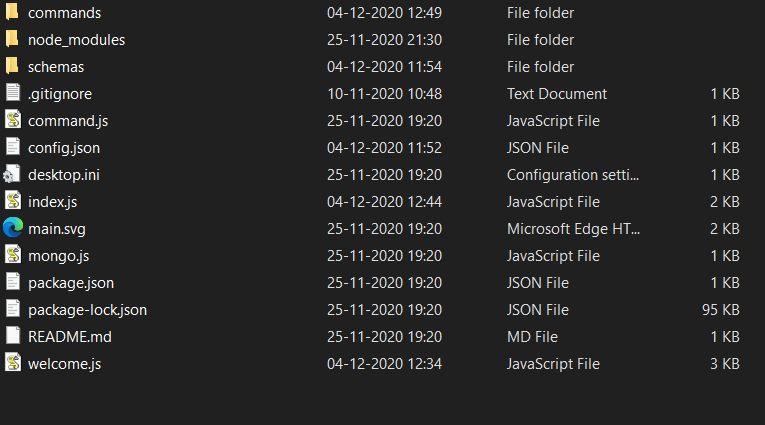 commands 04-12-2020 12:49 File folder
node_modules 25-11-2020 21:30 File folder
schemas 04-12-2020 11:54 File folder
.gitignore 10-11-2020 10:48 Text Document 1 KB
command.js 25-11-2020 19:20 JavaScript File 1 KB
config.json 04-12-2020 11:52 JSON File 1 KB
desktop.ini 25-11-2020 19:20 Configuration setti... 1 KB
index.js 04-12-2020 12:44 JavaScript File 2 KB
main.svg 25-11-2020 19:20 Microsoft Edge HT... 2 KB
mongo.js 25-11-2020 19:20 JavaScript File 1 KB
package.json 25-11-2020 19:20 JSON File 1 KB
package-lock.json 25-11-2020 19:20 JSON File 95 KB
README.md 25-11-2020 19:20 MD File 1 KB
welcome.js 04-12-2020 12:34 JavaScript File 3 KB